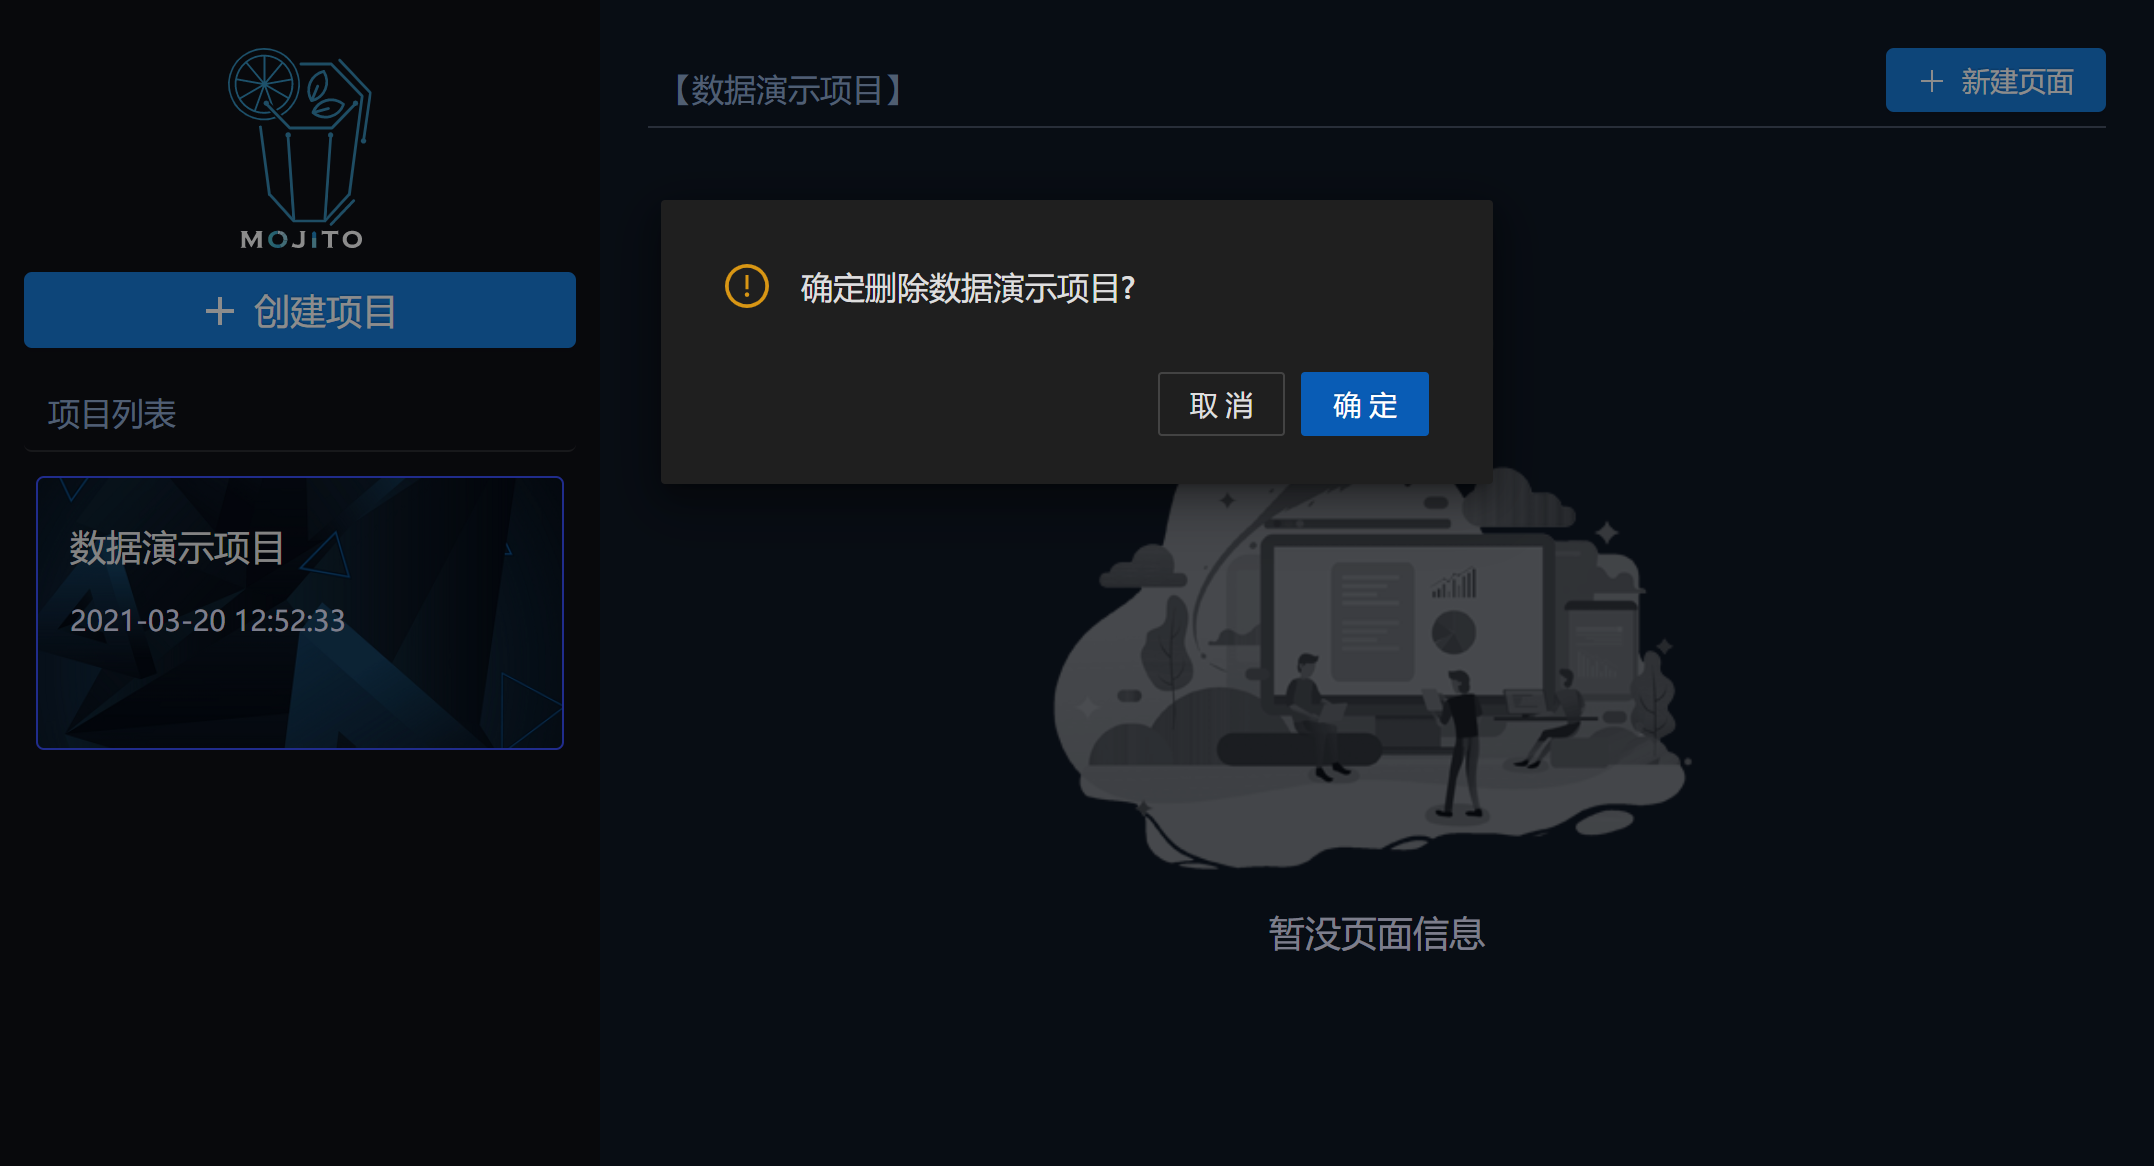 MOJITO
创建项目
项目列表
数据演示项目
2021-03-20 12:52:33
【数据演示项目】
新建页面
确定删除数据演示项目?
取 消
确 定
暂没页面信息